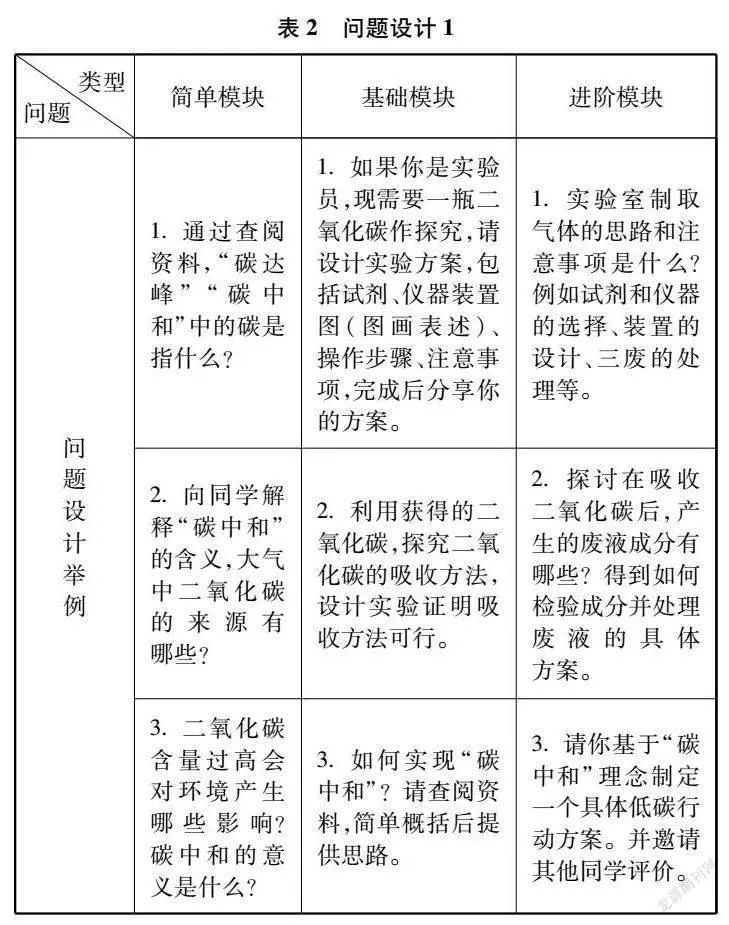 表 2 问题设计 1
类型
问题
简单模块
基础模块
进阶模块
问
题
设
计
举
例
1. 通过查阅
资料,“碳达
峰”“碳中
和”中的碳是
指什么?
1. 如果你是实验
员,现需要一瓶二
氧化碳作探究,请
设计实验方案,包
括试剂、仪器装置
图(图画表述)、
操作步骤、注意事
项,完成后分享你
的方案。
1. 实验室制取
气体的思路和注
意事项是什么?
例如试剂和仪器
的选择、装置的
设计、三废的处
理等。
2. 向同学解
释“碳中和”
的含义,大气
中二氧化碳
的来源有
哪些?
2. 利用获得的二
氧化碳,探究二氧
化碳的吸收方法,
设计实验证明吸
收方法可行。
2. 探讨在吸收
二氧化碳后,产
生的废液成分有
哪些?得到如何
检验成分并处理
废液的具体
方案。
3. 二氧化碳
含量过高会
对环境产生
哪些影响?
碳中和的意
义是什么?
3. 如何实现“碳
中和”?请查阅资
料,简单概括后提
供思路。
3. 请你基于“碳
中和”理念制定
一个具体低碳行
动方案。并邀请
其他同学评价。
龙源期刊网